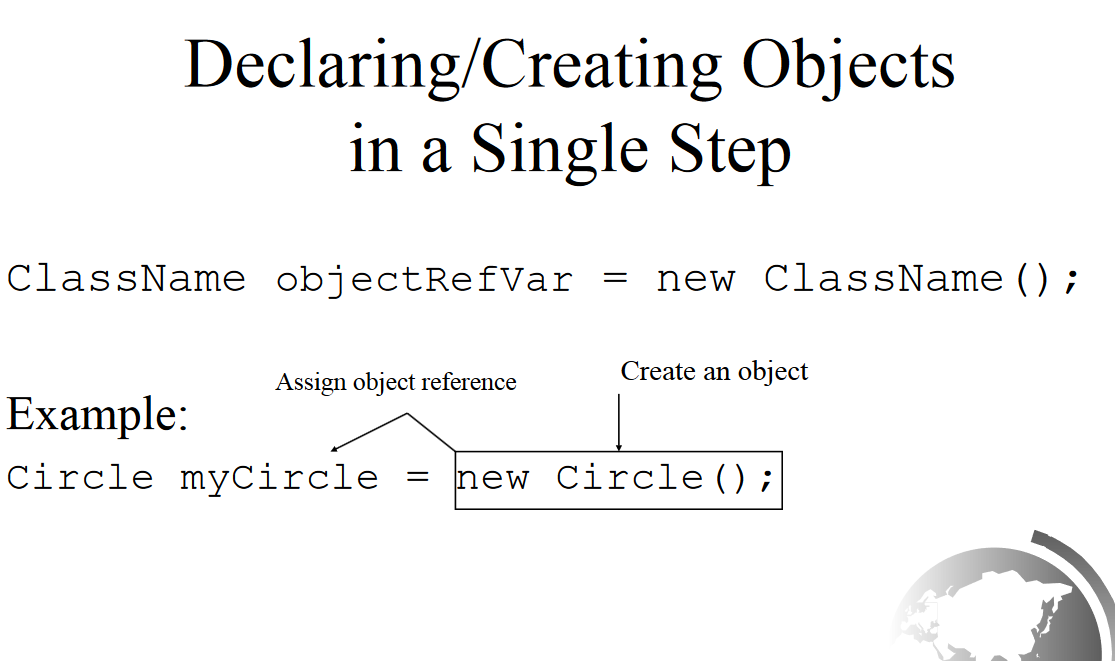 Declaring/Creating Objects
in a Single Step
ClassName objectRefVar = new ClassName();
Assign object reference
Create an object
Example:
Circle myCircle = new Circle();